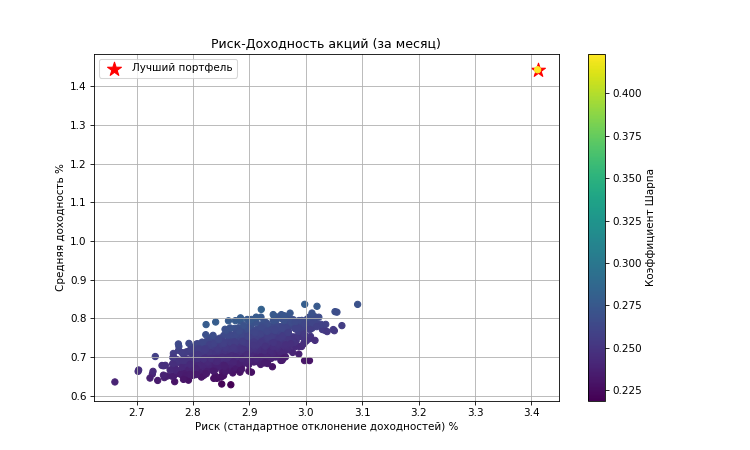 Риск-Доходность акций (за месяц)
Лучший портфель
Средняя доходность %
1.4
1.3
1.2
1.1
1.0
0.9
0.8
0.7
0.6
2.7 2.8 2.9 3.0 3.1 3.2 3.3 3.4
Риск (стандартное отклонение доходностей) %
0.400
0.375
0.350
0.325
0.300
0.275
0.250
0.225
Коэффициент Шарпа